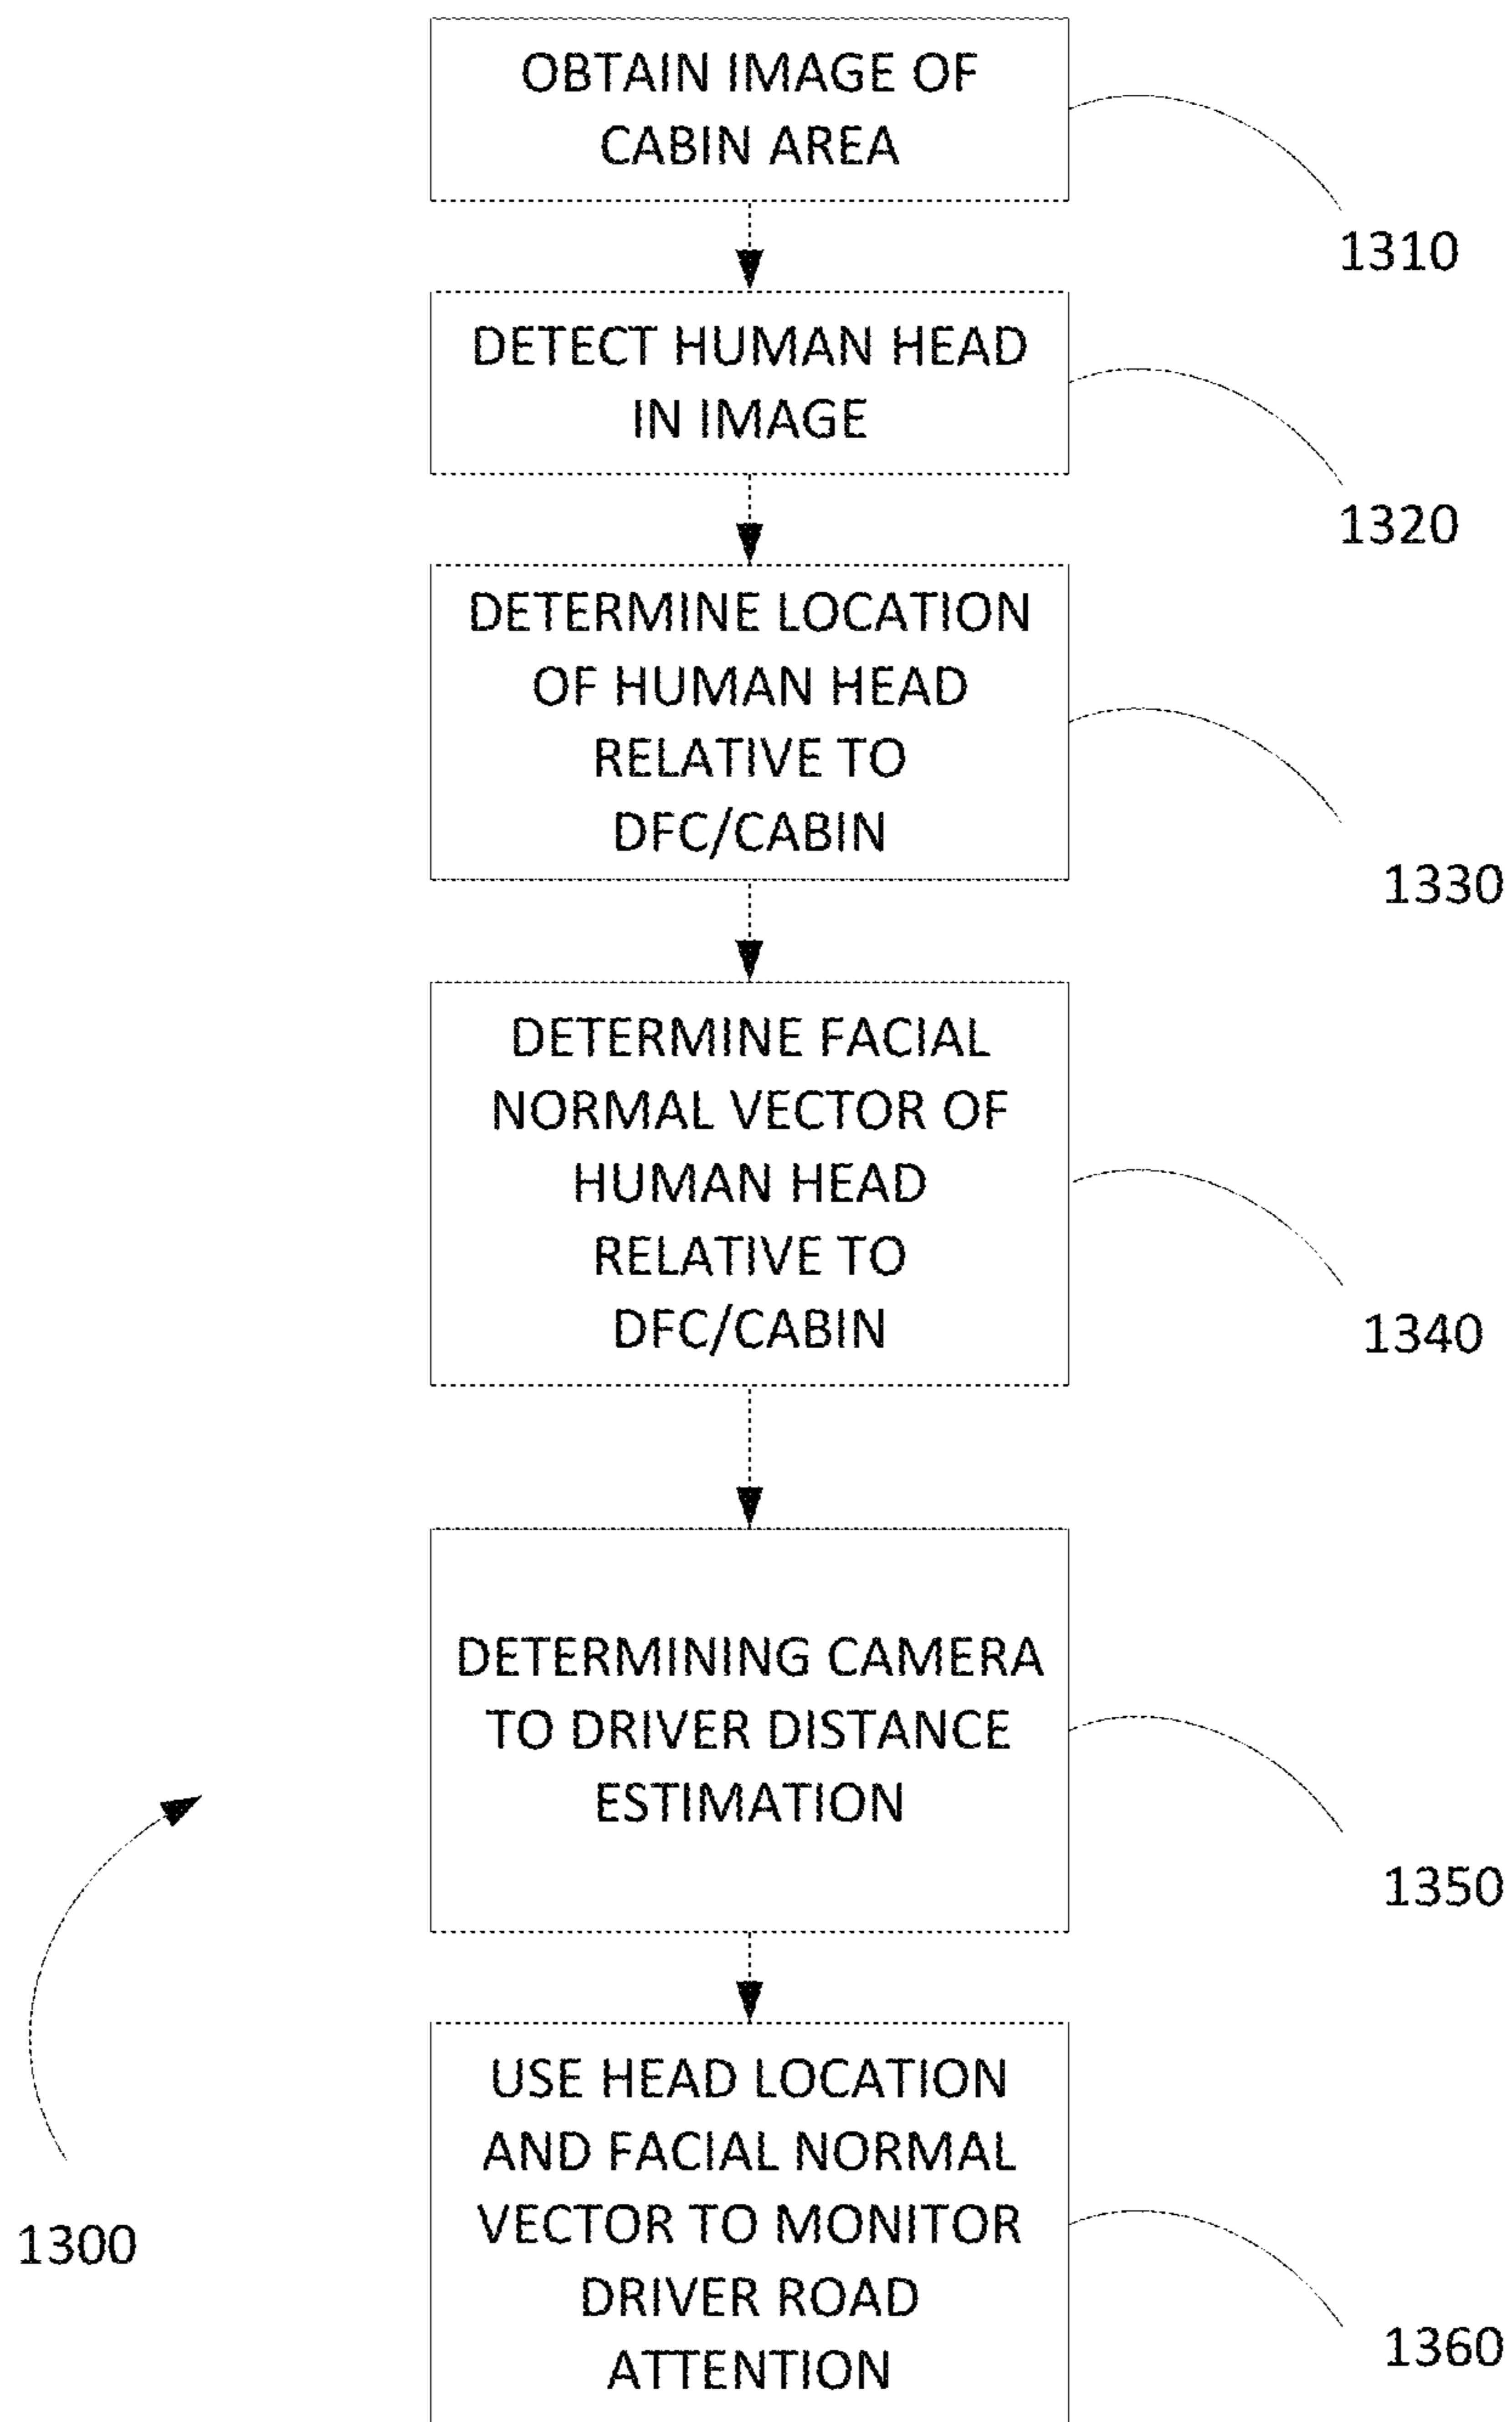 OBTAIN IMAGE OF
CABIN AREA
1310
DETECT HUMAN HEAD
IN IMAGE
1320
DETERMINE LOCATION
OF HUMAN HEAD
RELATIVE TO
DFC/CABIN
1330
DETERMINE FACIAL
NORMAL VECTOR OF
HUMAN HEAD
RELATIVE TO
DFC/CABIN
1340
DETERMINING CAMERA
TO DRIVER DISTANCE
ESTIMATION
1350
USE HEAD LOCATION
AND FACIAL NORMAL
VECTOR TO MONITOR
DRIVER ROAD
ATTENTION
1360
1300